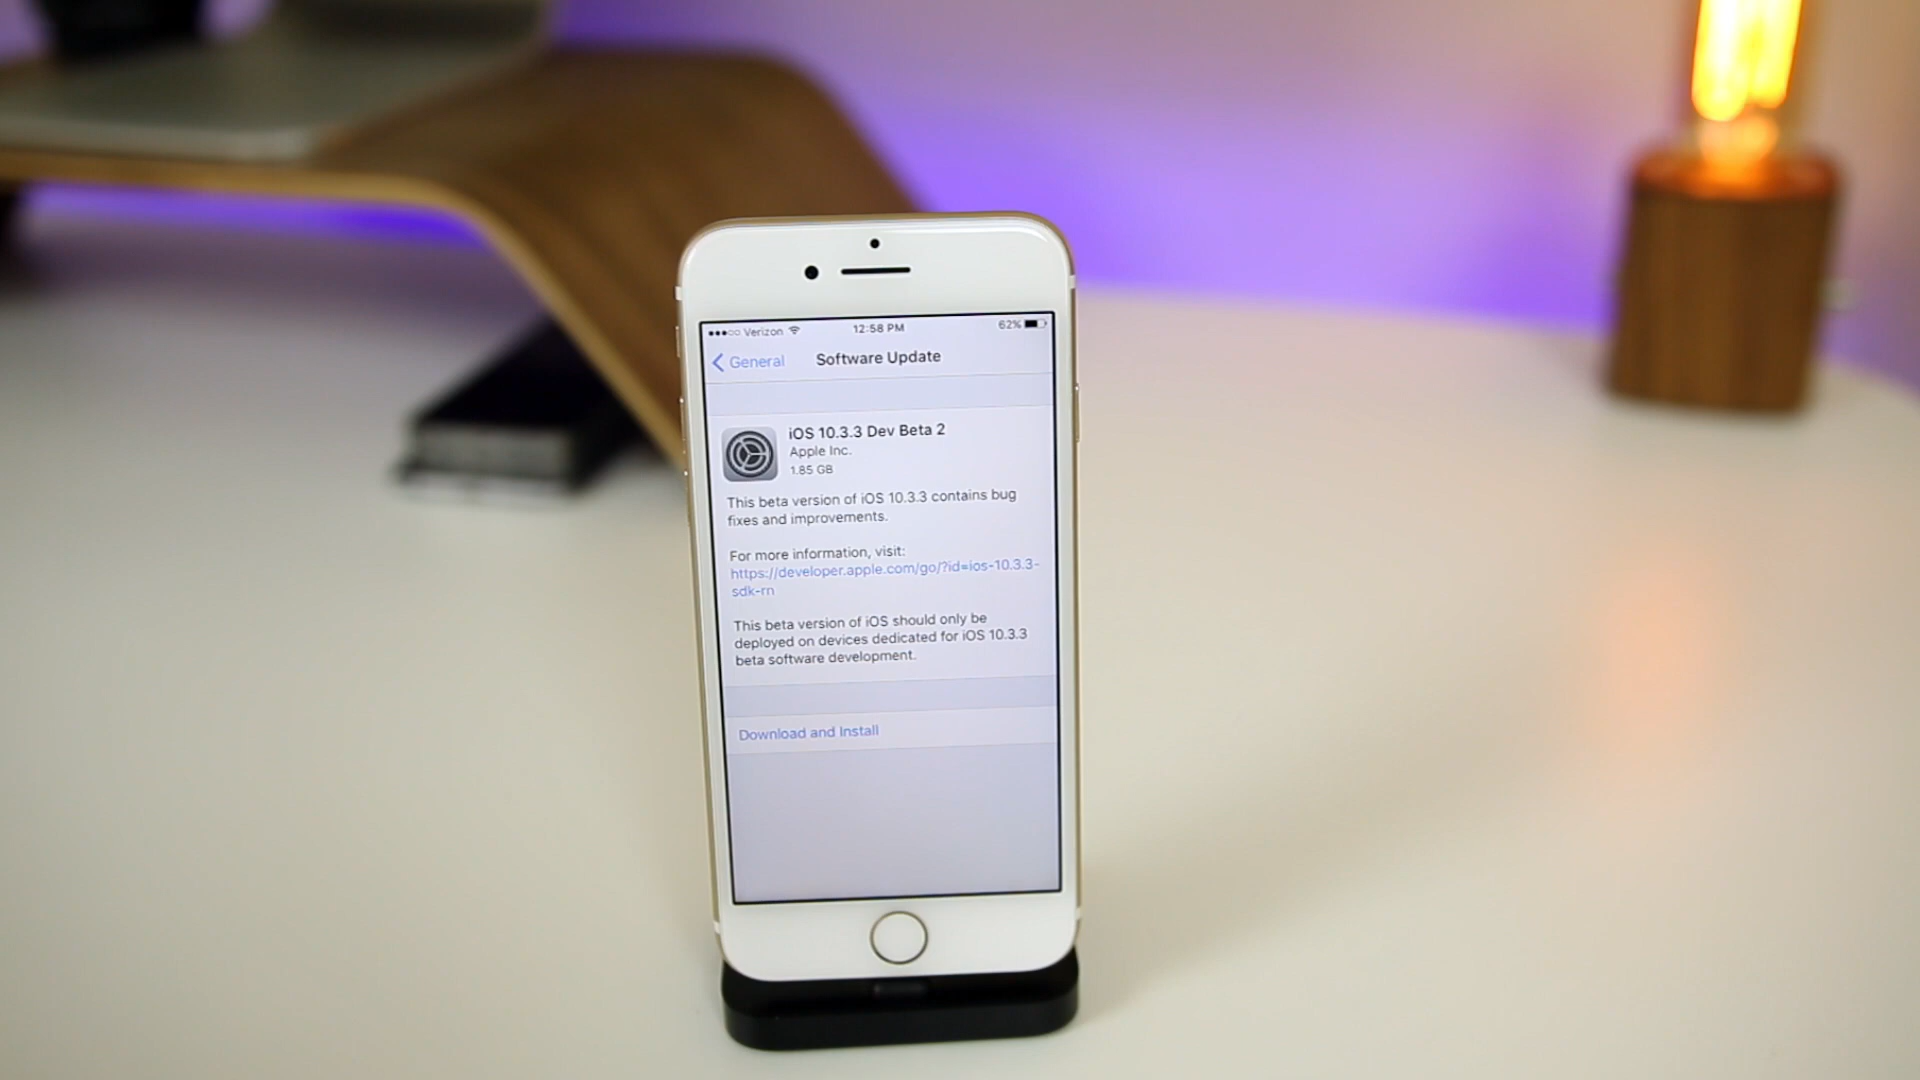 Verizon 12:58 PM 62%
General Software Update
iOS 10.3.3 Dev Beta 2
Apple Inc.
1.85 GB
This beta version of iOS 10.3.3 contains bug
fixes and improvements.
For more information, visit:
https://developer.apple.com/go/?id=ios-10.3.3-
sdk-rn
This beta version of iOS should only be
deployed on devices dedicated for iOS 10.3.3
beta software development.
Download and Install